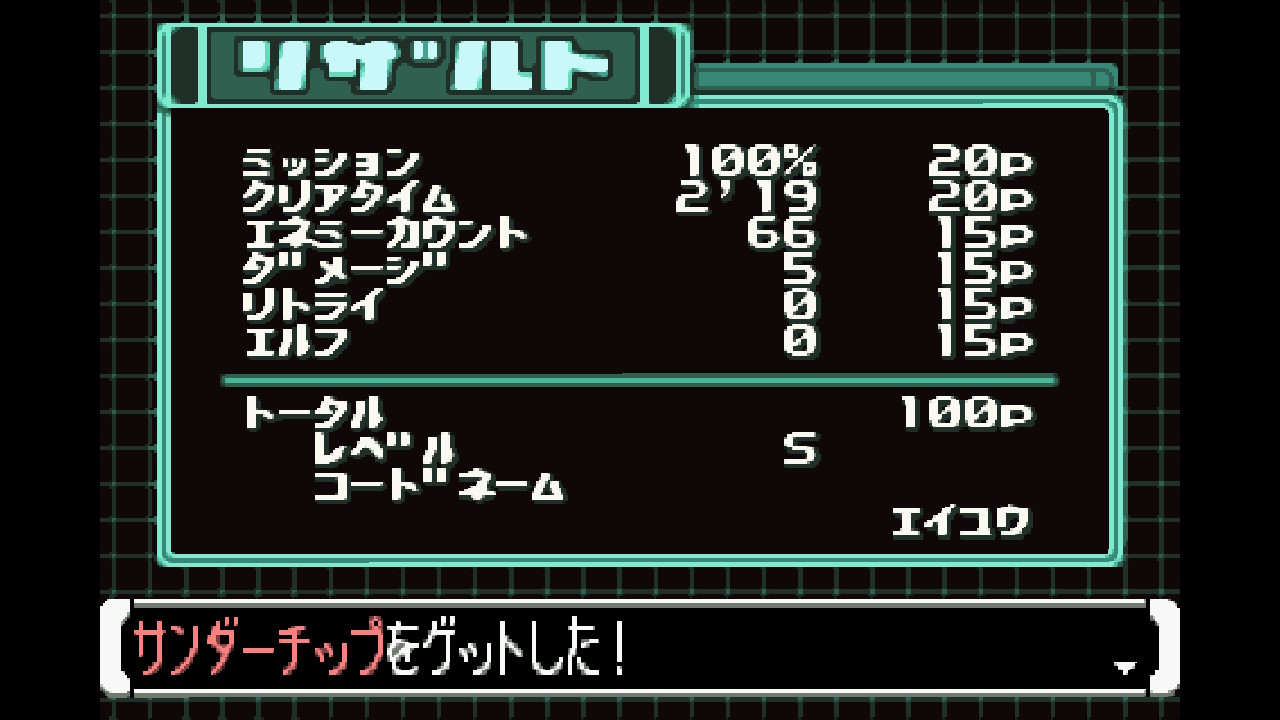 リザルト
ミッション 100% 20P
クリアタイム 2'19 20P
エネミーカウント 66 15P
ダメージ 5 15P
リトライ 0 15P
エルフ 0 15P
トータル 100P
レベル S
コードネーム
エイユウ
サンダーチップをゲットした!